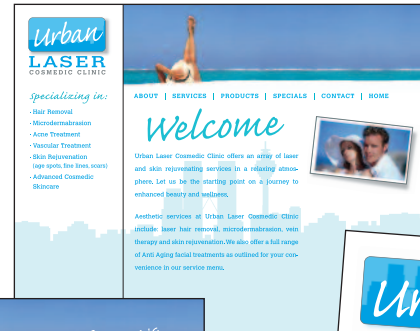 Urban
LASER
COSMETIC CLINIC
Specializing in:
· Hair Removal
· Microdermabrasion
· Acne Treatment
· Vascular Treatment
· Skin Rejuvenation
(age spots, fine lines, scars)
· Advanced Cosmetic
Skincare
ABOUT | SERVICES | PRODUCTS | SPECIALS | CONTACT | HOME
Welcome
Urban Laser Cosmedic Clinic offers an array of laser
and skin rejuvenating services in a relaxing atmos-
phere. Let us be the starting point on a journey to
enhanced beauty and wellness.
Aesthetic services at Urban Laser Cosmedic Clinic
include: laser hair removal, microdermabrasion, vein
therapy and skin rejuvenation. We also offer a full range
of Anti Aging facial treatments as outlined for your con-
venience in our service menu.